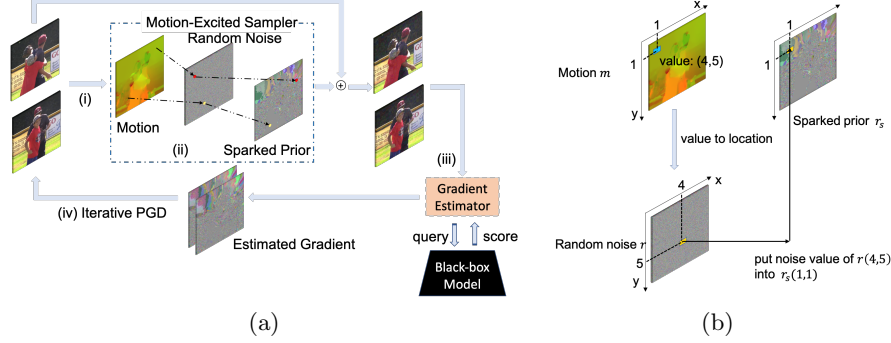 Motion-Excited Sampler
Random Noise
(i)
Motion
(ii)
Sparked Prior
(iii)
Gradient
Estimator
(iv) Iterative PGD
Estimated Gradient
query
score
Black-box
Model
(a)
x
1
1
value: (4,5)
Motion m
y
value to location
x
1
1
y
Sparked prior r_s
x
4
Random noise r
5
y
put noise value of r(4,5)
into r_s(1,1)
(b)